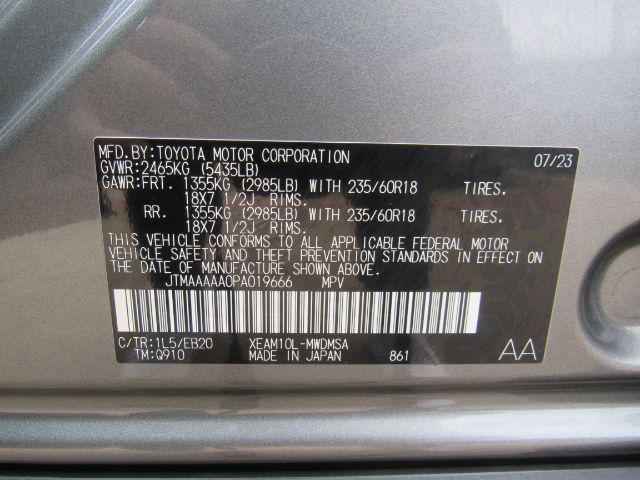 MFD.BY:TOYOTA MOTOR CORPORATION 07/23
GVWR:2465KG (5435LB)
GAWR:FRT. 1355KG (2985LB) WITH 235/60R18 TIRES.
18X7 1/2J RIMS.
RR. 1355KG (2985LB) WITH 235/60R18 TIRES.
18X7 1/2J RIMS.
THIS VEHICLE CONFORMS TO ALL APPLICABLE FEDERAL MOTOR
VEHICLE SAFETY AND THEFT PREVENTION STANDARDS IN EFFECT ON
THE DATE OF MANUFACTURE SHOWN ABOVE.
JTMAAAAA0PA019666 MPV
C/TR:1L5/EB20 XEAM10L-MWDMSA
TM:Q910 MADE IN JAPAN 861 AA